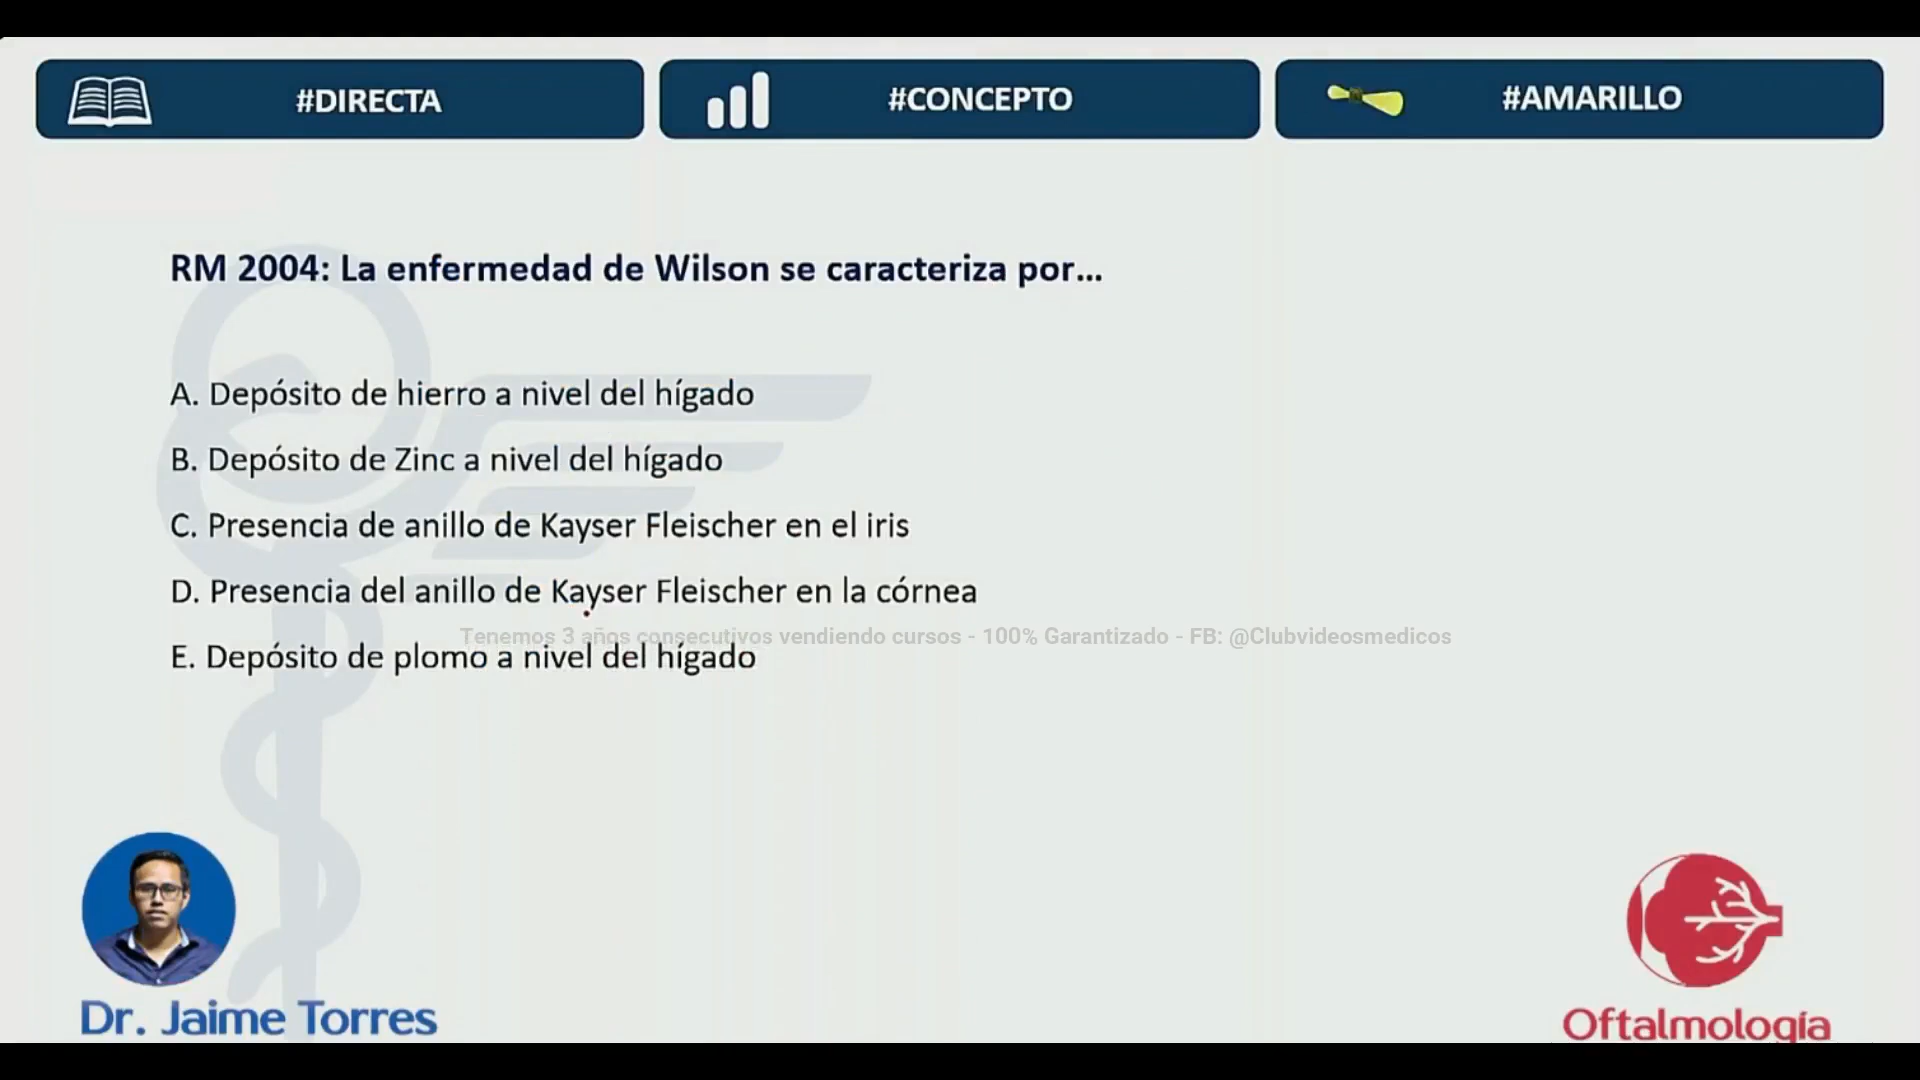 #DIRECTA
#CONCEPTO
#AMARILLO
RM 2004: La enfermedad de Wilson se caracteriza por...
A. Depósito de hierro a nivel del hígado
B. Depósito de Zinc a nivel del hígado
C. Presencia de anillo de Kayser Fleischer en el iris
D. Presencia del anillo de Kayser Fleischer en la córnea
Tenemos 3 años consecutivos vendiendo cursos - 100% Garantizado - FB: @Clubvideosmedicos
E. Depósito de plomo a nivel del hígado
Dr. Jaime Torres
Oftalmología